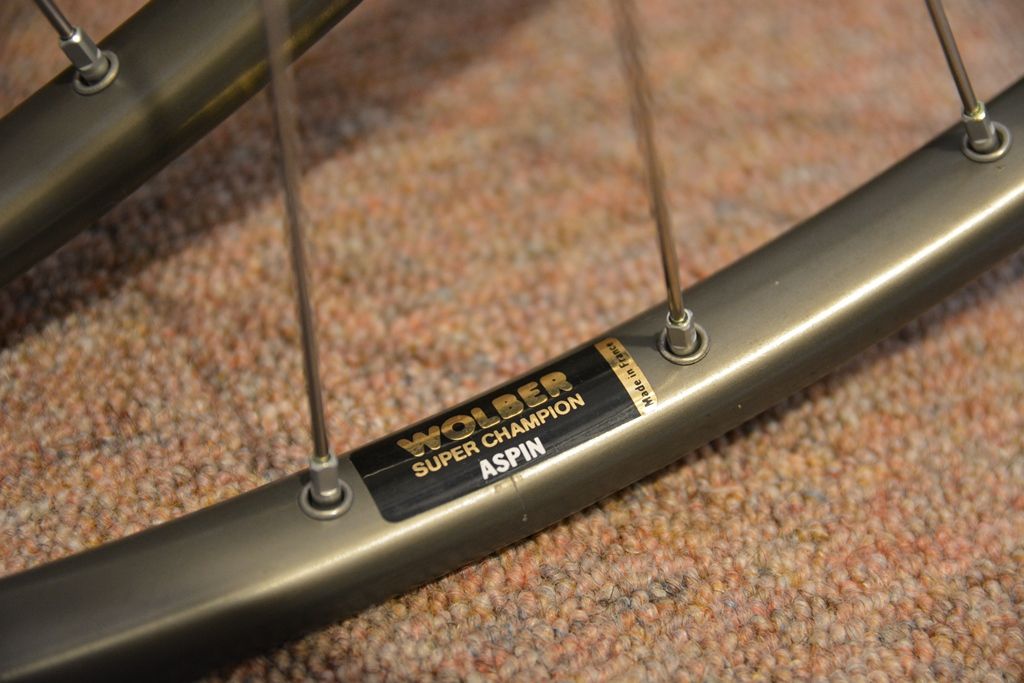 WOLBER
SUPER CHAMPION
ASPIN
Made in France